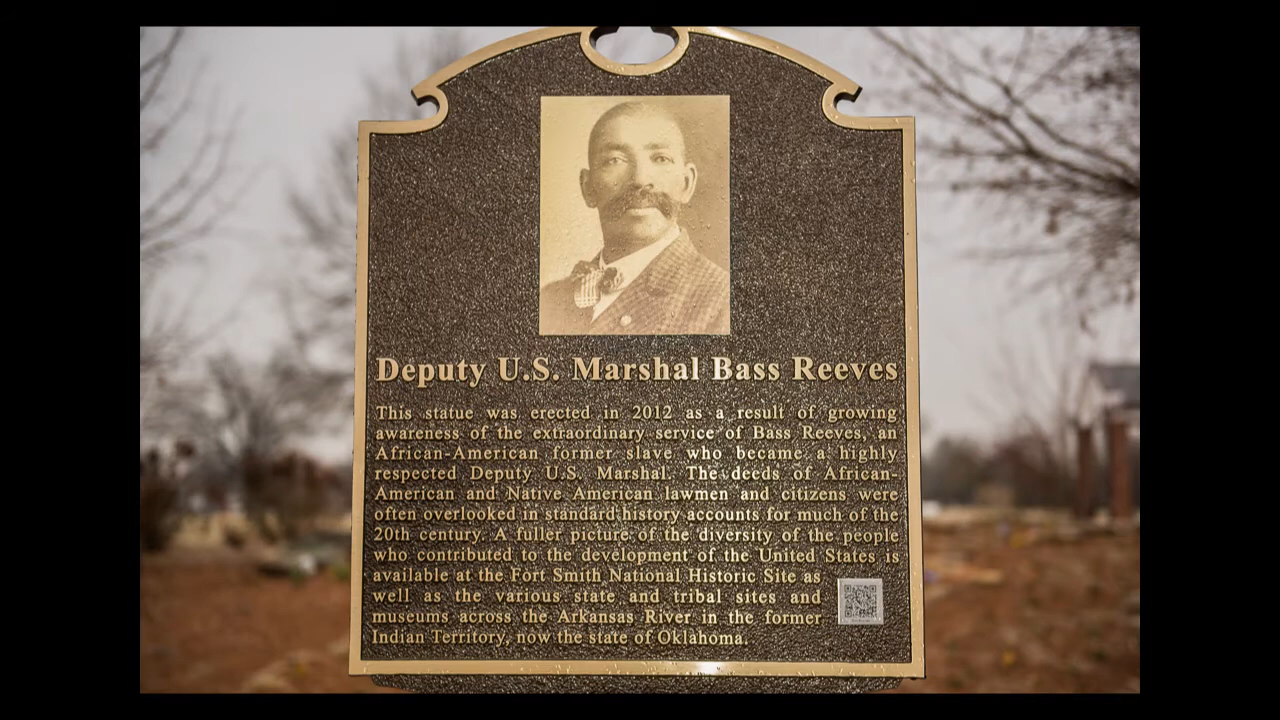 Deputy U.S. Marshal Bass Reeves
This statue was erected in 2012 as a result of growing
awareness of the extraordinary service of Bass Reeves, an
African-American former slave who became a highly
respected Deputy U.S. Marshal. The deeds of African-
American and Native American lawmen and citizens were
often overlooked in standard history accounts for much of the
20th century. A fuller picture of the diversity of the people
who contributed to the development of the United States is
available at the Fort Smith National Historic Site as
well as the various state and tribal sites and
museums across the Arkansas River in the former
Indian Territory, now the state of Oklahoma.